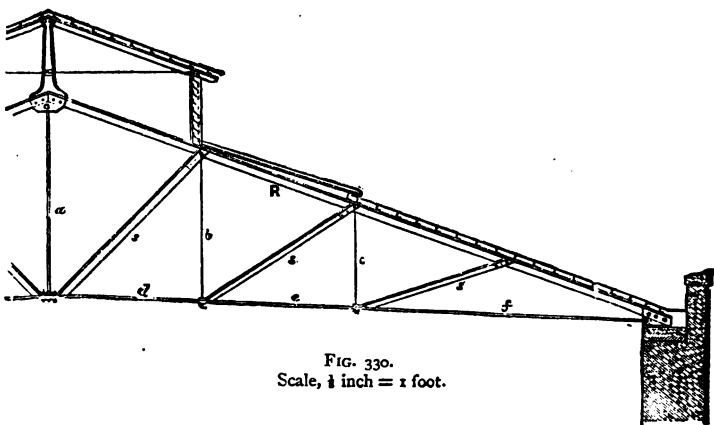 R
a
s
b
s
c
s
d
e
f
FIG. 330.
Scale, ⅛ inch = 1 foot.